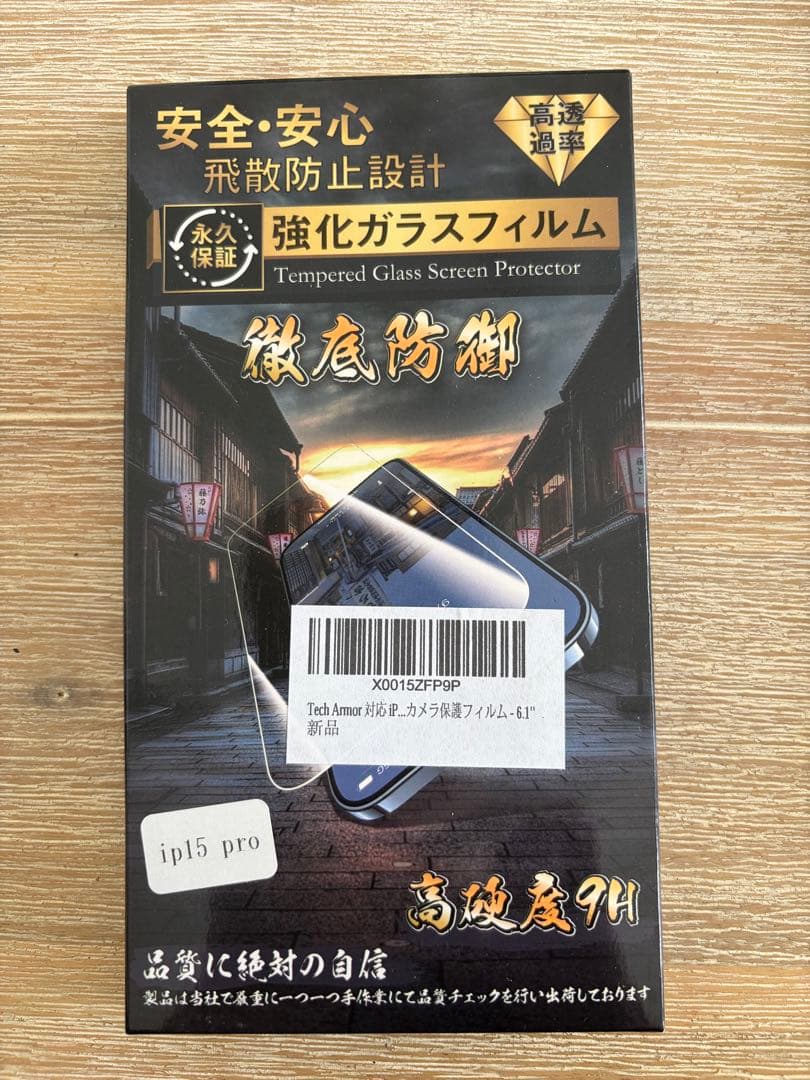 安全・安心
飛散防止設計
高透
過率
永久
保証
強化ガラスフィルム
Tempered Glass Screen Protector
徹底防御
X0015ZFP9P
Tech Armor 対応 iP...カメラ保護フィルム - 6.1"
新品
ip15 pro
高硬度9H
品質に絶対の自信
製品は当社で厳重に一つ一つ手作業にて品質チェックを行い出荷しております